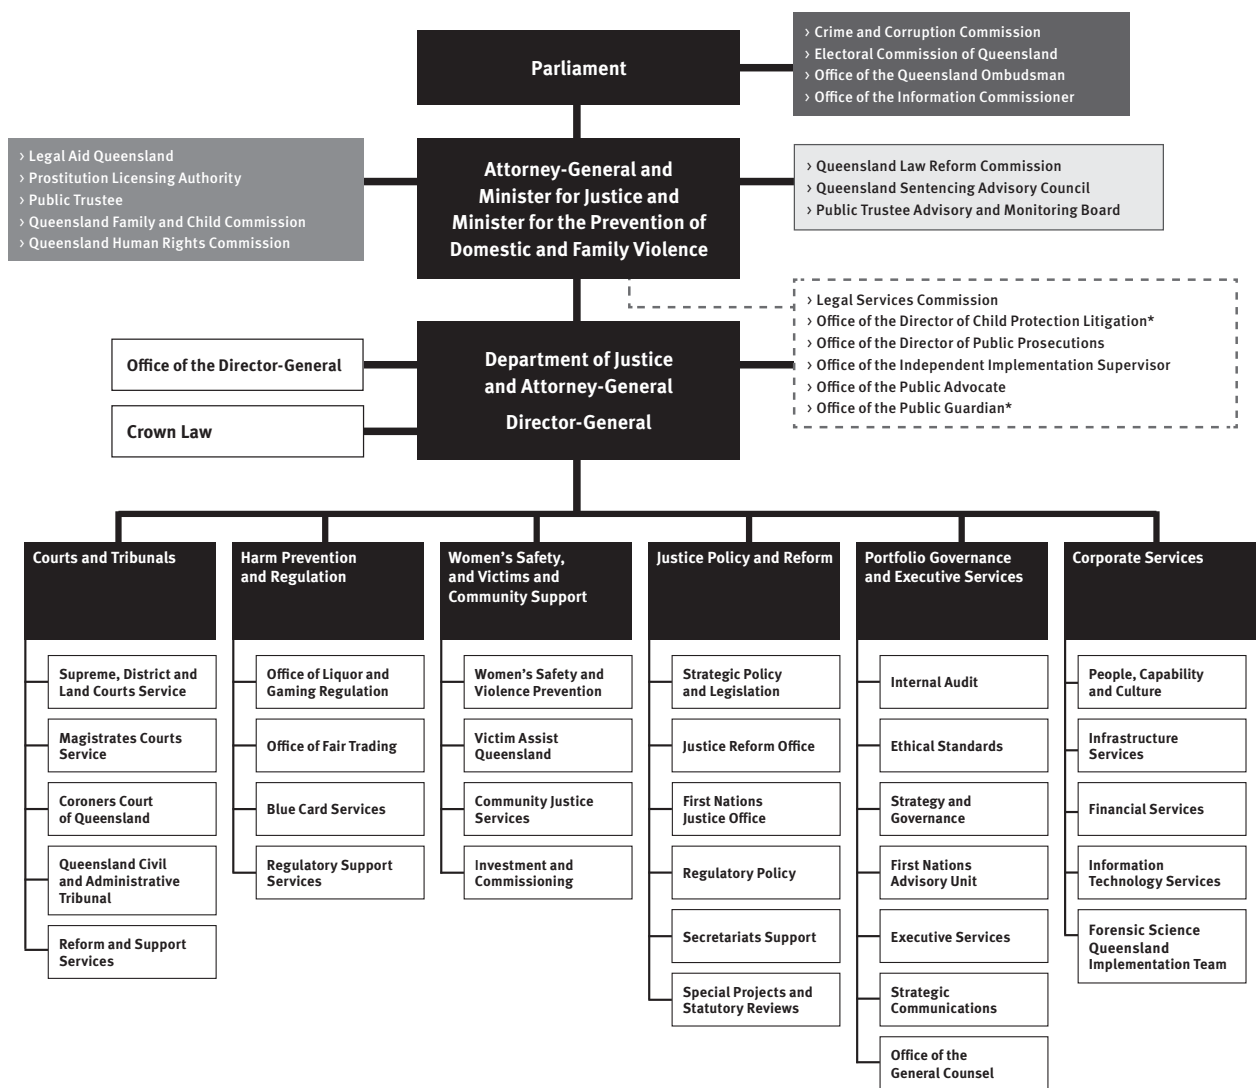 Parliament
> Crime and Corruption Commission
> Electoral Commission of Queensland
> Office of the Queensland Ombudsman
> Office of the Information Commissioner
> Legal Aid Queensland
> Prostitution Licensing Authority
> Public Trustee
> Queensland Family and Child Commission
> Queensland Human Rights Commission
Attorney-General and
Minister for Justice and
Minister for the Prevention of
Domestic and Family Violence
> Queensland Law Reform Commission
> Queensland Sentencing Advisory Council
> Public Trustee Advisory and Monitoring Board
> Legal Services Commission
> Office of the Director of Child Protection Litigation*
> Office of the Director of Public Prosecutions
> Office of the Independent Implementation Supervisor
> Office of the Public Advocate
> Office of the Public Guardian*
Office of the Director-General
Crown Law
Department of Justice
and Attorney-General
Director-General
Courts and Tribunals
Supreme, District and
Land Courts Service
Magistrates Courts
Service
Coroners Court
of Queensland
Queensland Civil
and Administrative
Tribunal
Reform and Support
Services
Harm Prevention
and Regulation
Office of Liquor and
Gaming Regulation
Office of Fair Trading
Blue Card Services
Regulatory Support
Services
Women's Safety,
and Victims and
Community Support
Women's Safety and
Violence Prevention
Victim Assist
Queensland
Community Justice
Services
Investment and
Commissioning
Justice Policy and Reform
Strategic Policy
and Legislation
Justice Reform Office
First Nations
Justice Office
Regulatory Policy
Secretariats Support
Special Projects and
Statutory Reviews
Portfolio Governance
and Executive Services
Internal Audit
Ethical Standards
Strategy and
Governance
First Nations
Advisory Unit
Executive Services
Strategic
Communications
Office of the
General Counsel
Corporate Services
People, Capability
and Culture
Infrastructure
Services
Financial Services
Information
Technology Services
Forensic Science
Queensland
Implementation Team